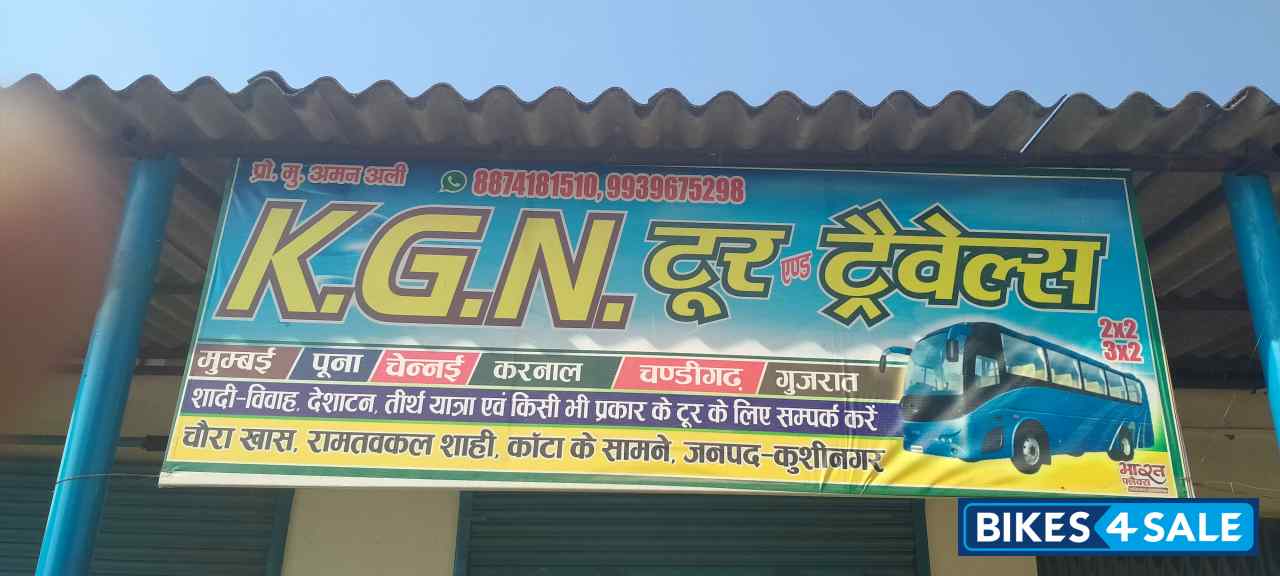 प्रो. मु. अमन अली 8874181510, 9939675298
K.G.N. टूर एण्ड ट्रैवेल्स
2x2
3x2
मुम्बई पूना चेन्नई करनाल चण्डीगढ़ गुजरात
शादी-विवाह, देशाटन, तीर्थ यात्रा एवं किसी भी प्रकार के टूर के लिए सम्पर्क करें
चौरा खास, रामतवकल शाही, कॉटा के सामने, जनपद-कुशीनगर
भारत
फ्लैक्स
BIKES4SALE